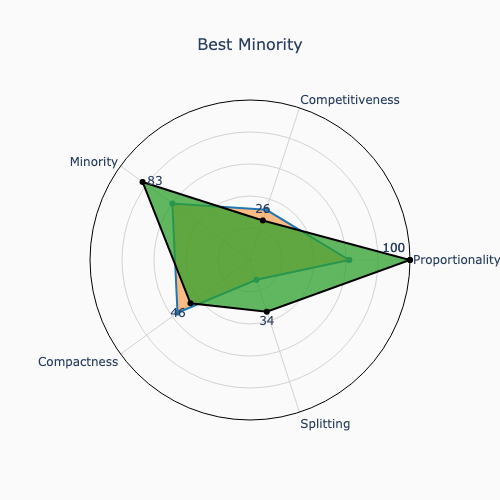 Best Minority
Competitiveness
Minority
83
26
100
Proportionality
46
34
Compactness
Splitting